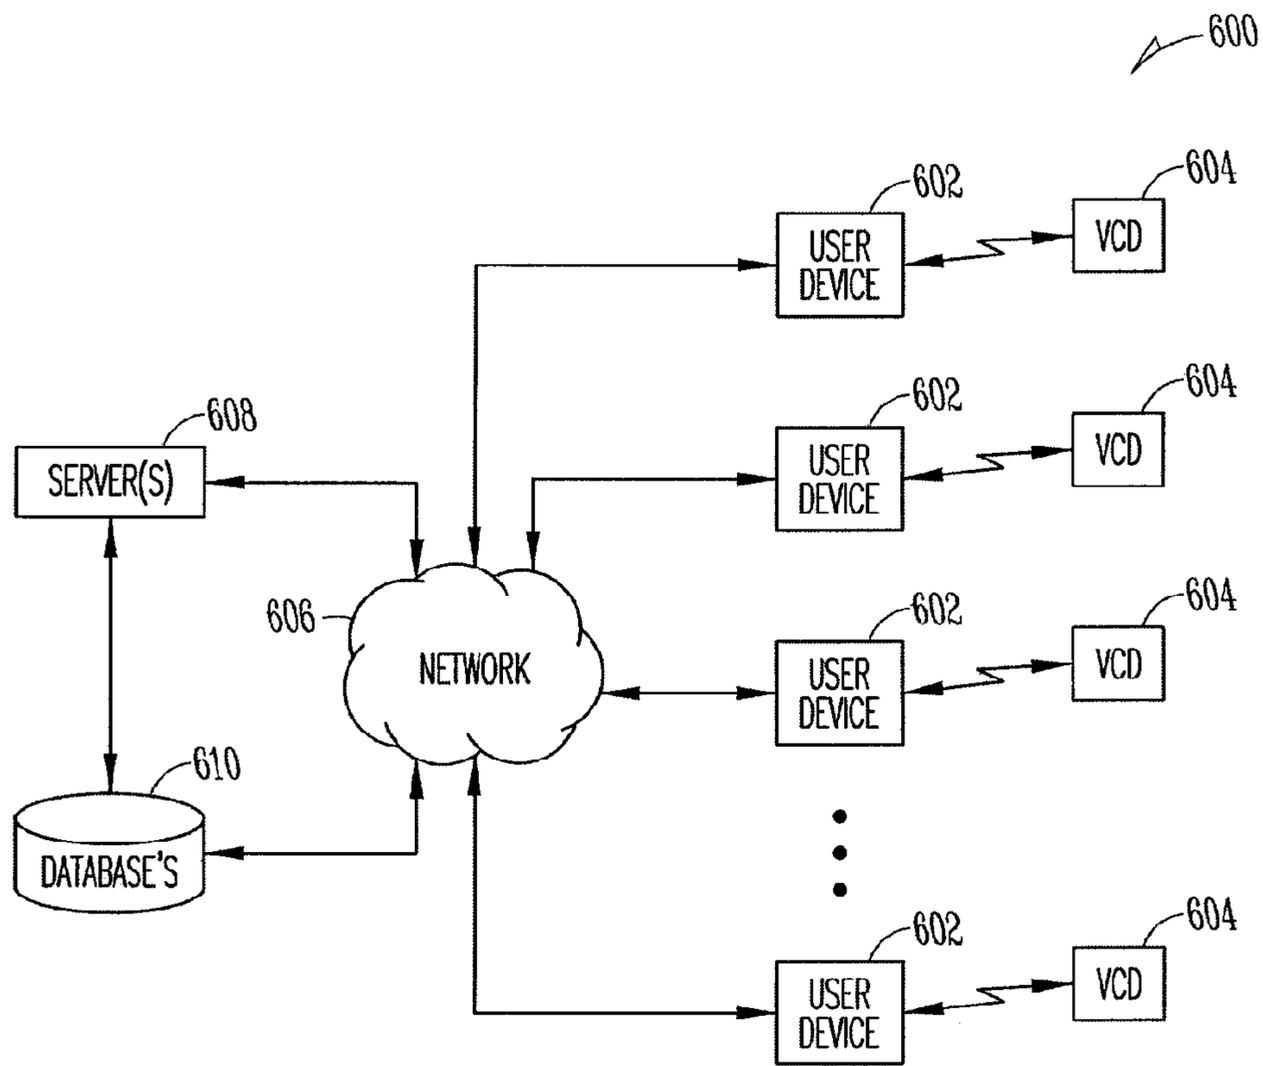 600
604
602
VCD
USER
DEVICE
604
602
608
VCD
USER
DEVICE
SERVER(S)
604
602
606
VCD
USER
DEVICE
NETWORK
610
DATABASE'S
604
602
VCD
USER
DEVICE